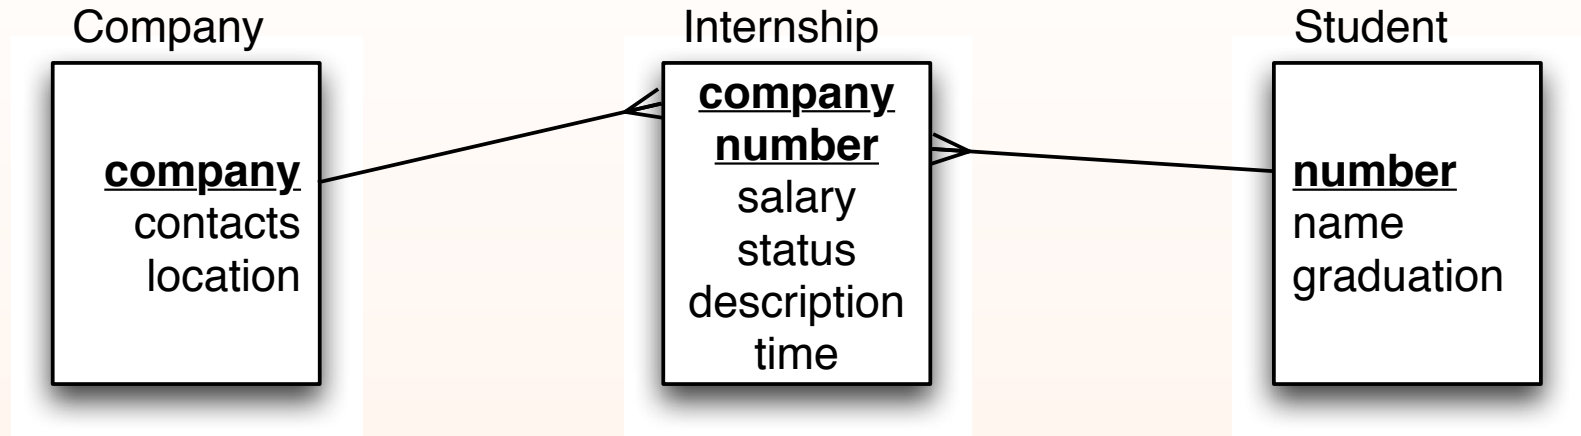 Company
company
contacts
location
Internship
company
number
salary
status
description
time
Student
number
name
graduation